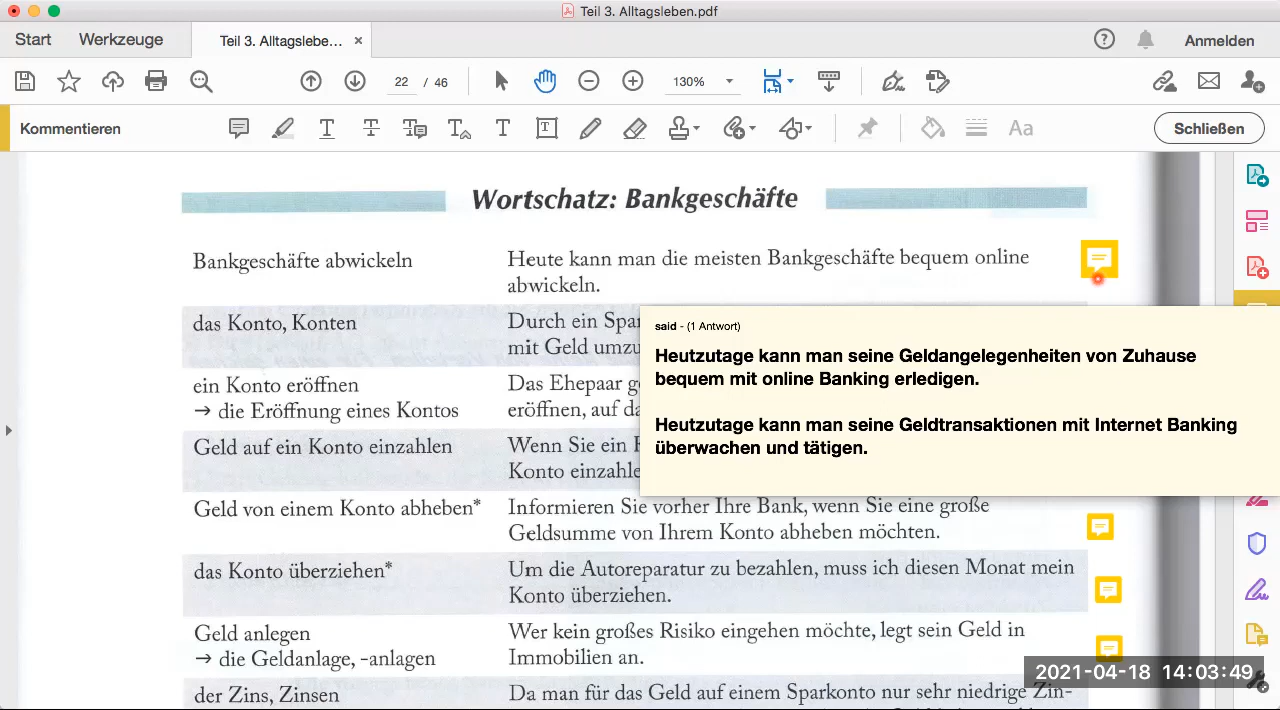 Teil 3. Alltagsleben.pdf
Start Werkzeuge Teil 3. Alltagslebe... × Anmelden
22 / 46 130%
Kommentieren Schließen
Wortschatz: Bankgeschäfte
Bankgeschäfte abwickeln Heute kann man die meisten Bankgeschäfte bequem online
abwickeln.
das Konto, Konten Durch ein Spar
mit Geld umzu
said - (1 Antwort)
Heutzutage kann man seine Geldangelegenheiten von Zuhause
bequem mit online Banking erledigen.
Heutzutage kann man seine Geldtransaktionen mit Internet Banking
überwachen und tätigen.
ein Konto eröffnen Das Ehepaar
→ die Eröffnung eines Kontos eröffnen, auf
Geld auf ein Konto einzahlen Wenn Sie ein
Konto einzahle
Geld von einem Konto abheben* Informieren Sie vorher Ihre Bank, wenn Sie eine große
Geldsumme von Ihrem Konto abheben möchten.
das Konto überziehen* Um die Autoreparatur zu bezahlen, muss ich diesen Monat mein
Konto überziehen.
Geld anlegen Wer kein großes Risiko eingehen möchte, legt sein Geld in
→ die Geldanlage, -anlagen Immobilien an.
2021-04-18 14:03:49
der Zins, Zinsen Da man für das Geld auf einem Sparkonto nur sehr niedrige Zin-